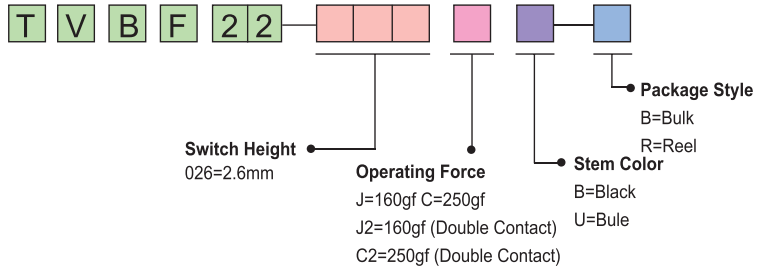 TVBF22
Package Style
B=Bulk
R=Reel
Switch Height
026=2.6mm
Operating Force
J=160gf C=250gf
J2=160gf (Double Contact)
C2=250gf (Double Contact)
Stem Color
B=Black
U=Bule